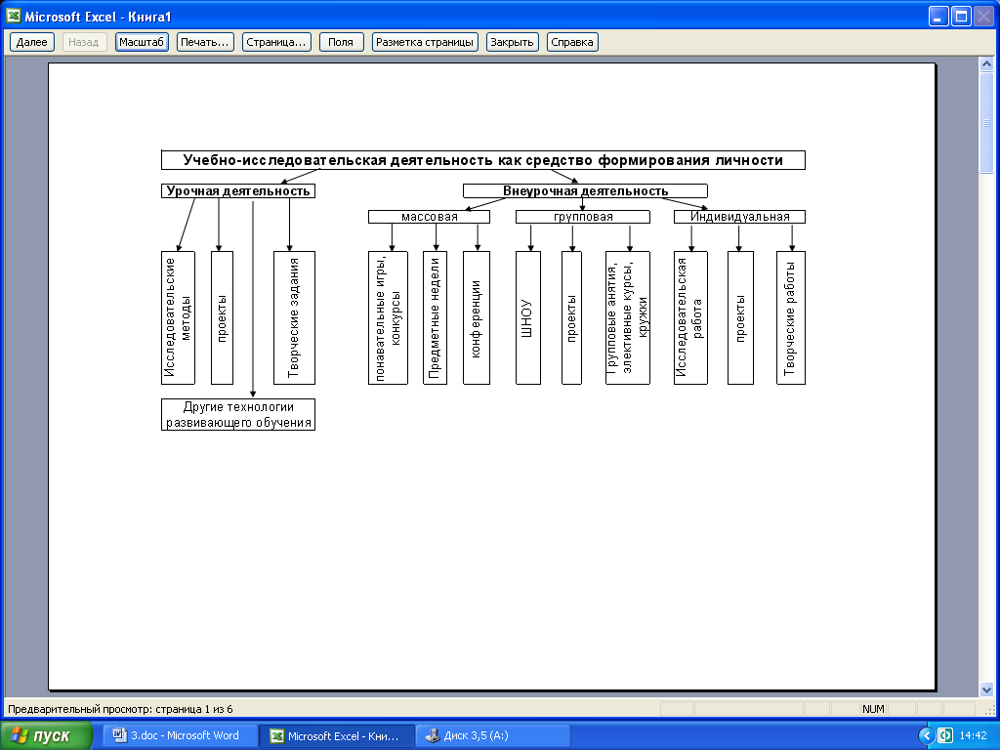 Microsoft Excel - Книга1
Далее
Назад
Масштаб
Печать...
Страница...
Поля
Разметка страницы
Закрыть
Справка
Учебно-исследовательская деятельность как средство формирования личности
Урочная деятельность
Внеурочная деятельность
массовая
групповая
Индивидуальная
Исследовательские
методы
проекты
Творческие задания
понавательные игры,
конкурсы
Предметные недели
конференции
ШНОУ
проекты
Групповые анятия,
элективные курсы,
кружки
Исследовательская
работа
проекты
Творческие работы
Другие технологии
развивающего обучения
Предварительный просмотр: страница 1 из 6
NUM
пуск
3.doc - Microsoft Word
Microsoft Excel - Кни...
Диск 3,5 (A:)
14:42